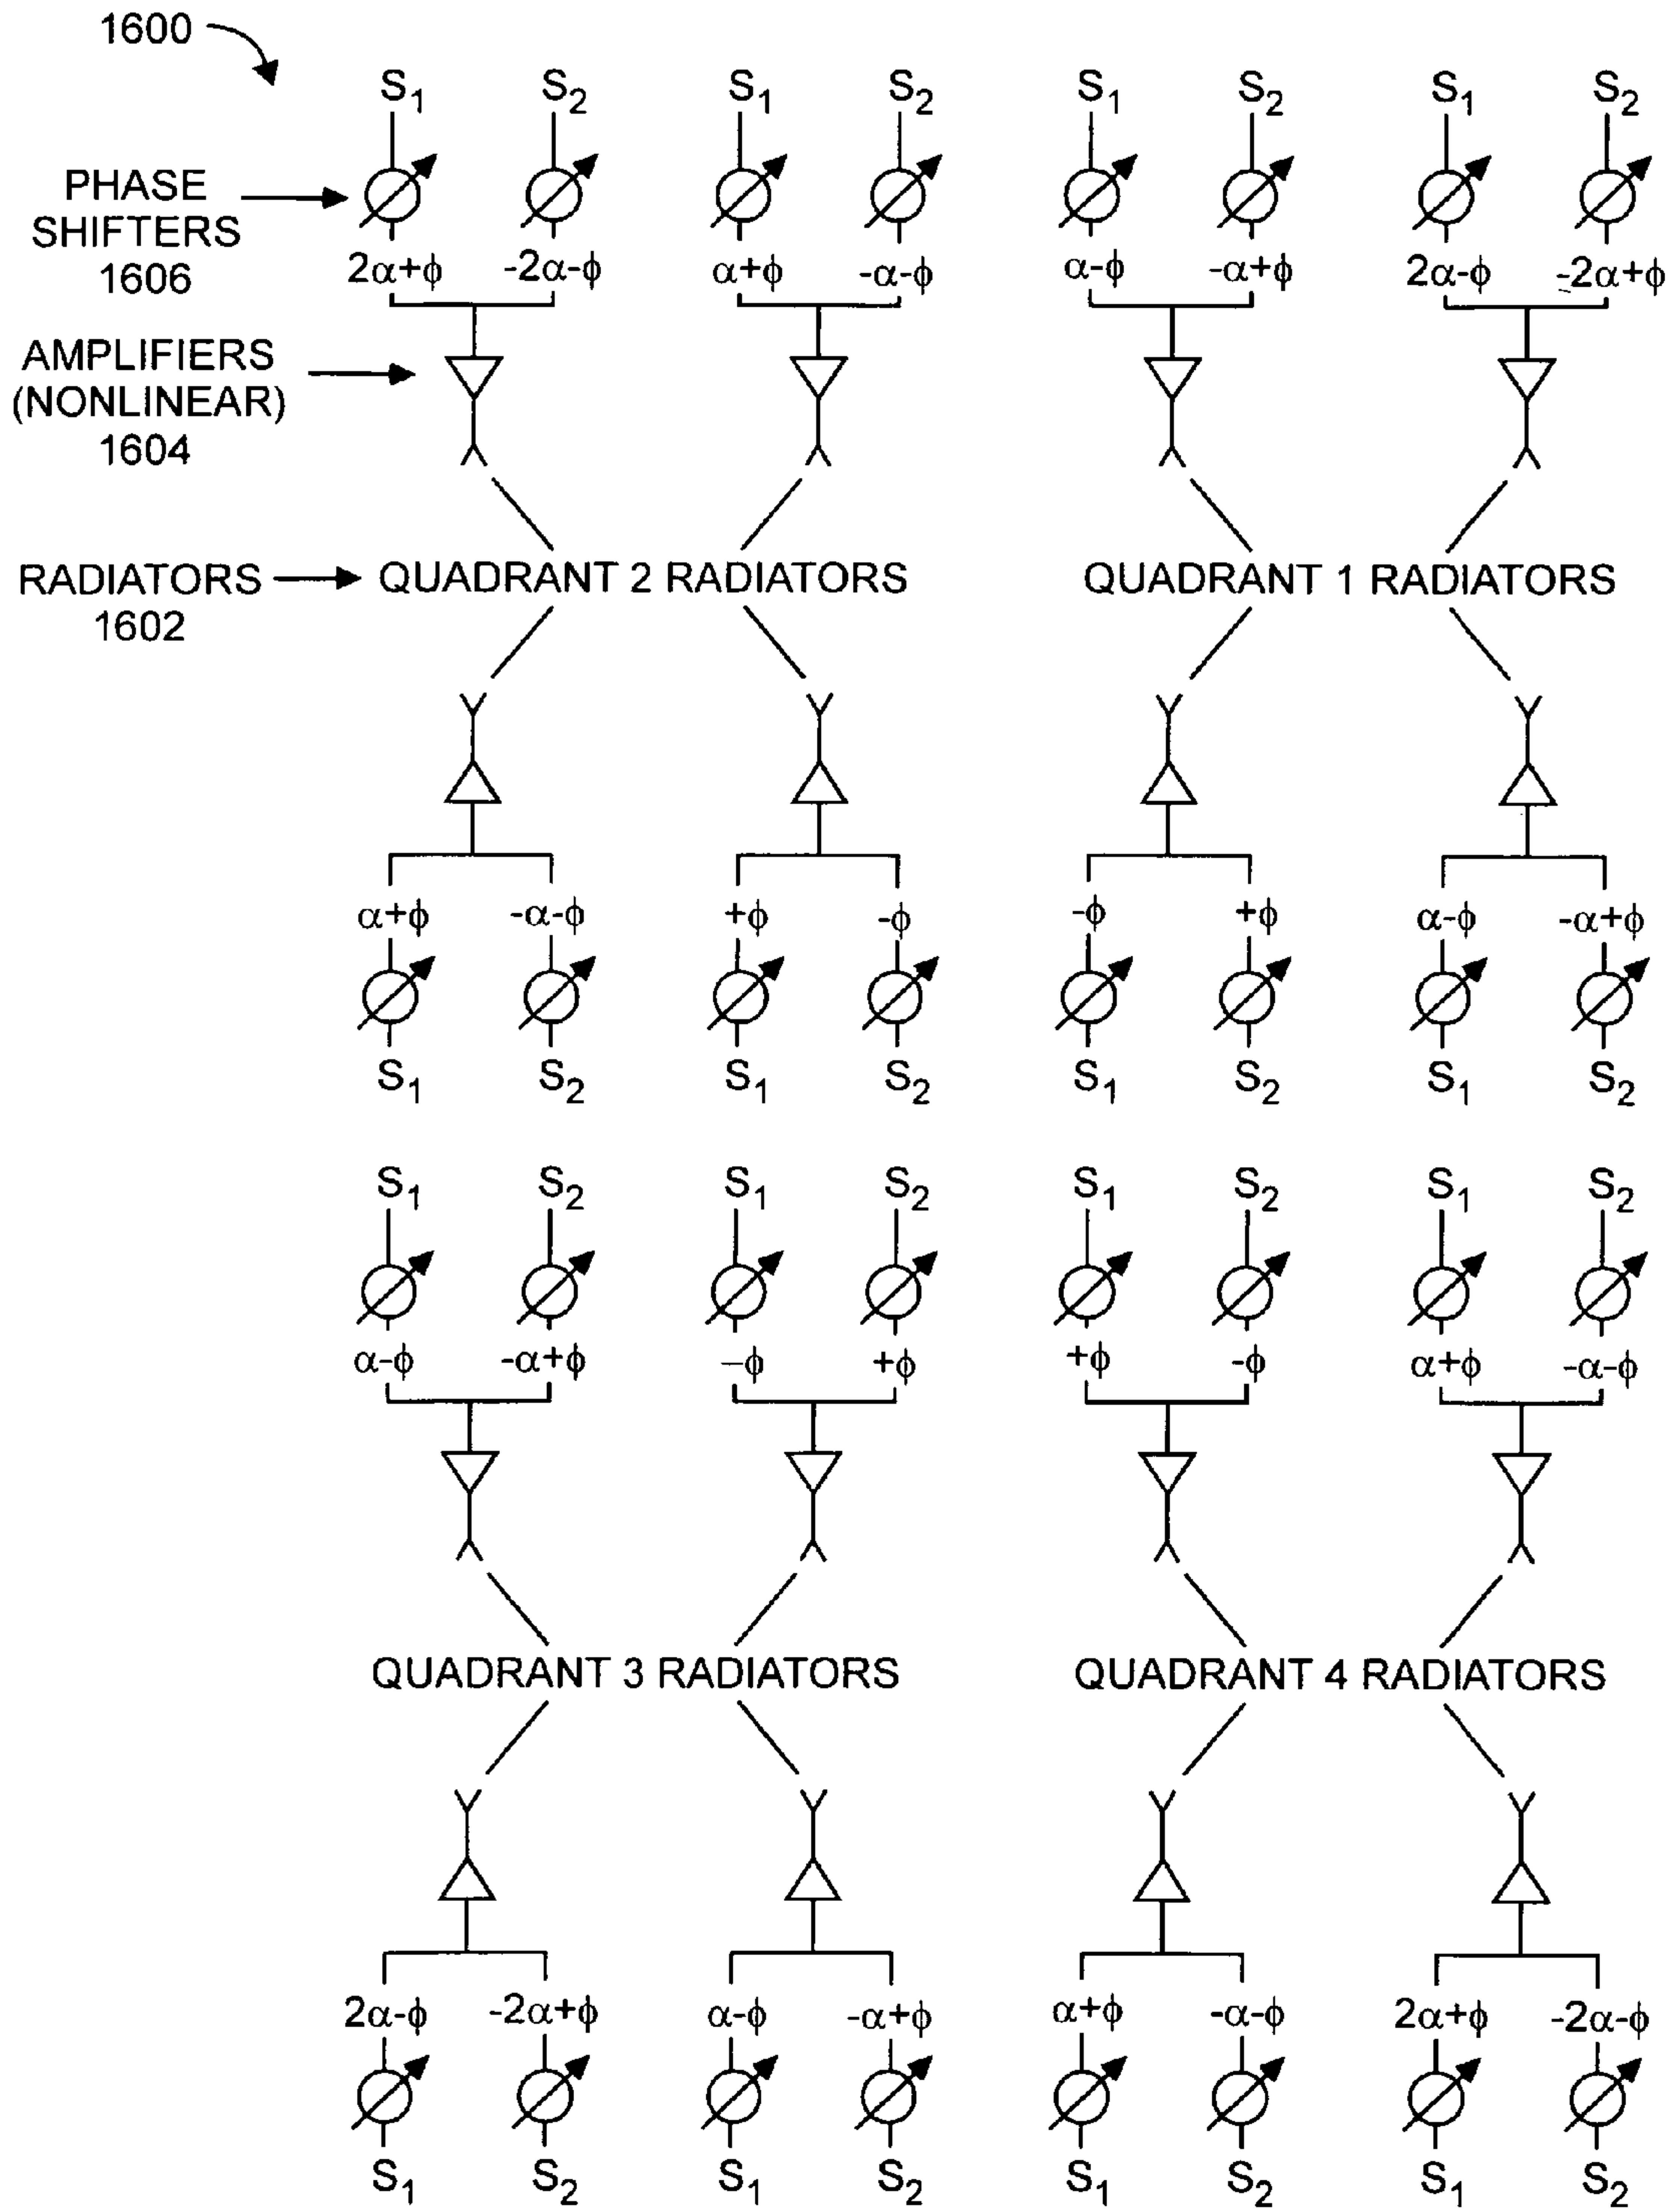 1600
S1 S2 S1 S2 S1 S2 S1 S2
PHASE
SHIFTERS
1606
2α+ϕ -2α-ϕ α+ϕ -α-ϕ α-ϕ -α+ϕ 2α-ϕ -2α+ϕ
AMPLIFIERS
(NONLINEAR)
1604
RADIATORS
1602
QUADRANT 2 RADIATORS QUADRANT 1 RADIATORS
α+ϕ -α-ϕ +ϕ -ϕ -ϕ +ϕ α-ϕ -α+ϕ
S1 S2 S1 S2 S1 S2 S1 S2
S1 S2 S1 S2 S1 S2 S1 S2
α-ϕ -α+ϕ -ϕ +ϕ +ϕ -ϕ α+ϕ -α-ϕ
QUADRANT 3 RADIATORS QUADRANT 4 RADIATORS
2α-ϕ -2α+ϕ α-ϕ -α+ϕ α+ϕ -α-ϕ 2α+ϕ -2α-ϕ
S1 S2 S1 S2 S1 S2 S1 S2